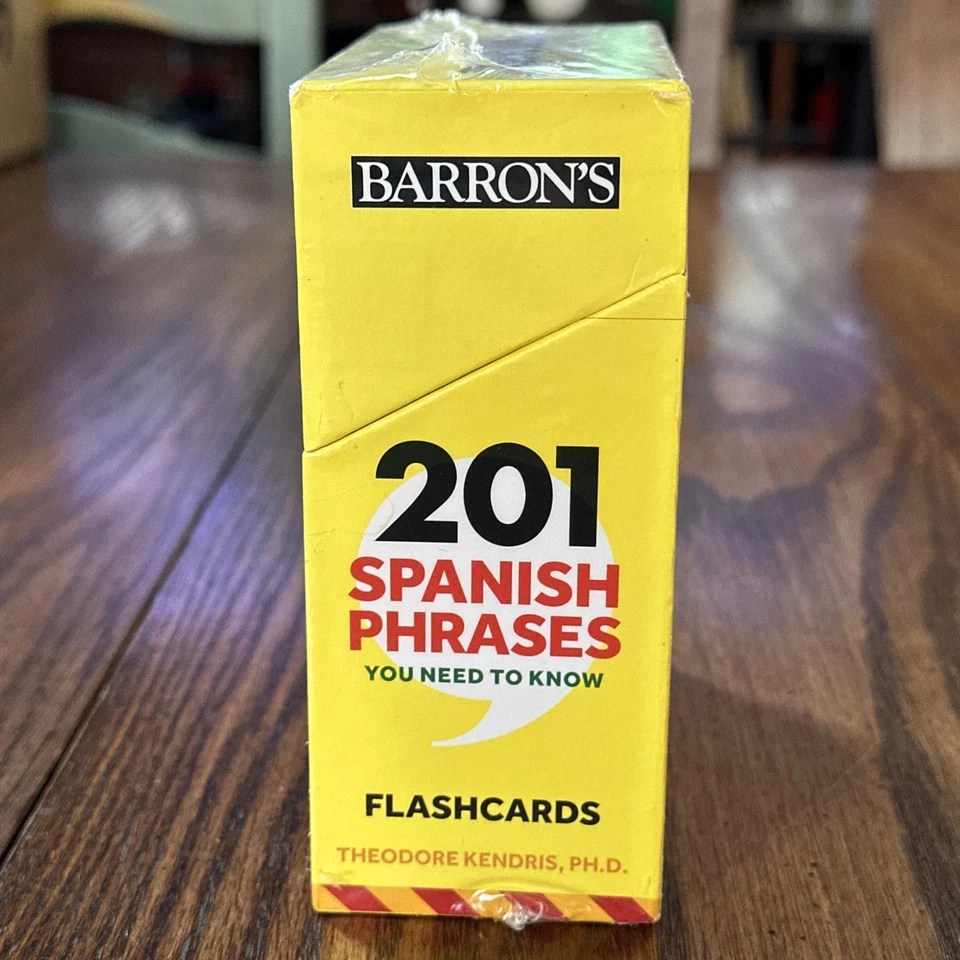 BARRON'S
201
SPANISH
PHRASES
YOU NEED TO KNOW
FLASHCARDS
THEODORE KENDRIS, PH.D.